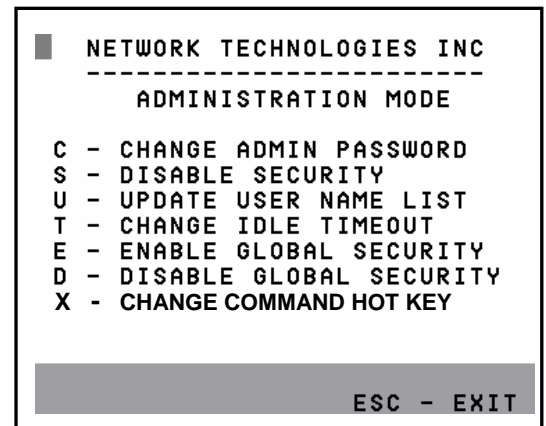 NETWORK TECHNOLOGIES INC
-------------------------
ADMINISTRATION MODE
C - CHANGE ADMIN PASSWORD
S - DISABLE SECURITY
U - UPDATE USER NAME LIST
T - CHANGE IDLE TIMEOUT
E - ENABLE GLOBAL SECURITY
D - DISABLE GLOBAL SECURITY
X - CHANGE COMMAND HOT KEY
ESC - EXIT